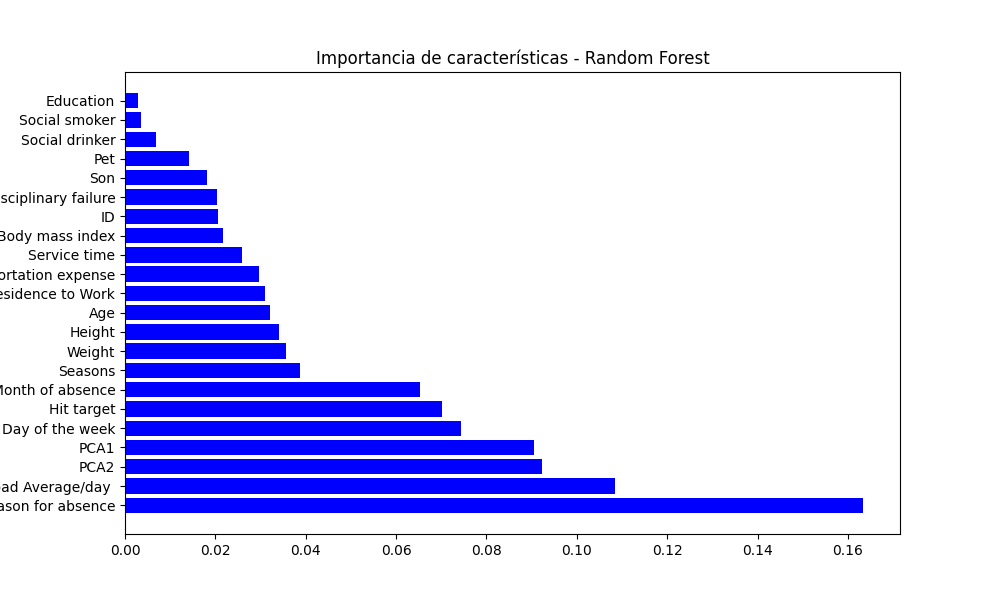 Importancia de características - Random Forest
Education
Social smoker
Social drinker
Pet
Son
sciplinary failure
ID
Body mass index
Service time
ortation expense
esidence to Work
Age
Height
Weight
Seasons
Month of absence
Hit target
Day of the week
PCA1
PCA2
ad Average/day
ason for absence
0.00 0.02 0.04 0.06 0.08 0.10 0.12 0.14 0.16